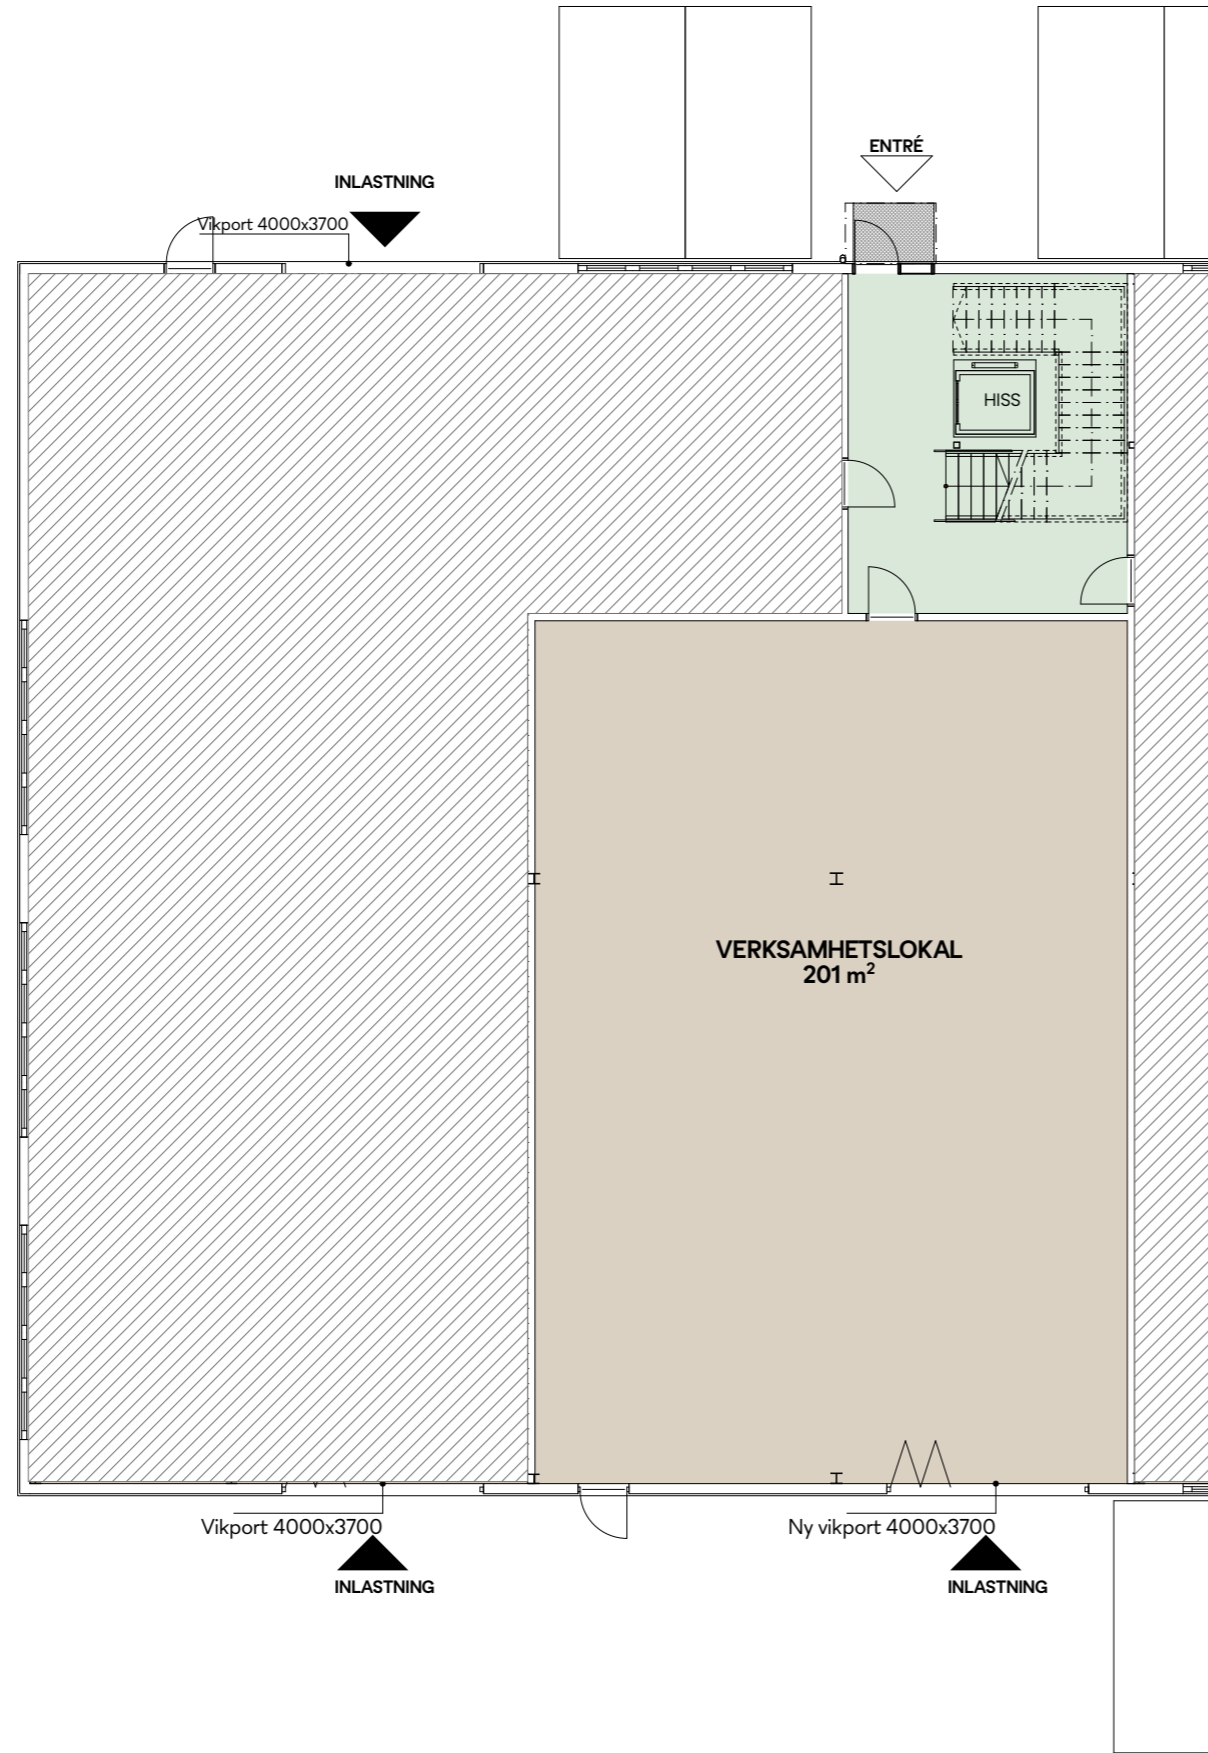 ENTRÉ
INLASTNING
Vikport 4000x3700
HISS
VERKSAMHETSLOKAL
201 m²
Vikport 4000x3700
Ny vikport 4000x3700
INLASTNING
INLASTNING